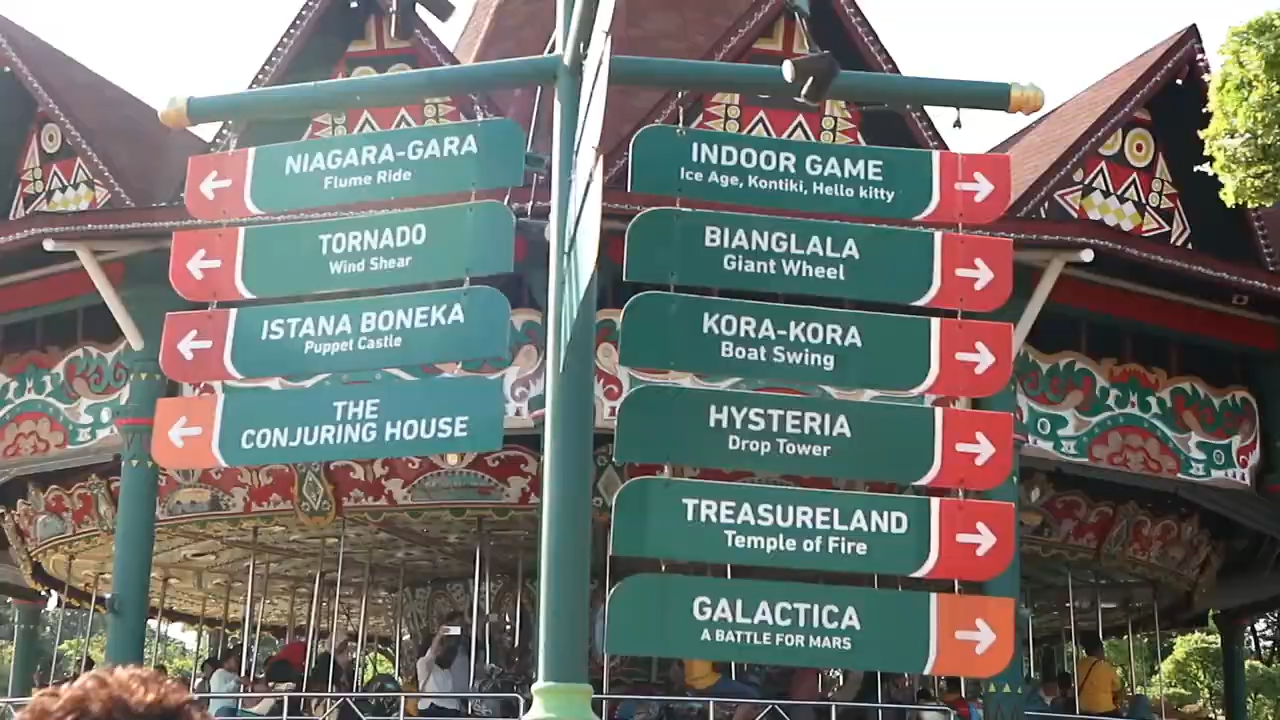 NIAGARA-GARA
Flume Ride
TORNADO
Wind Shear
ISTANA BONEKA
Puppet Castle
THE
CONJURING HOUSE
INDOOR GAME
Ice Age, Kontiki, Hello kitty
BIANGLALA
Giant Wheel
KORA-KORA
Boat Swing
HYSTERIA
Drop Tower
TREASURELAND
Temple of Fire
GALACTICA
A BATTLE FOR MARS